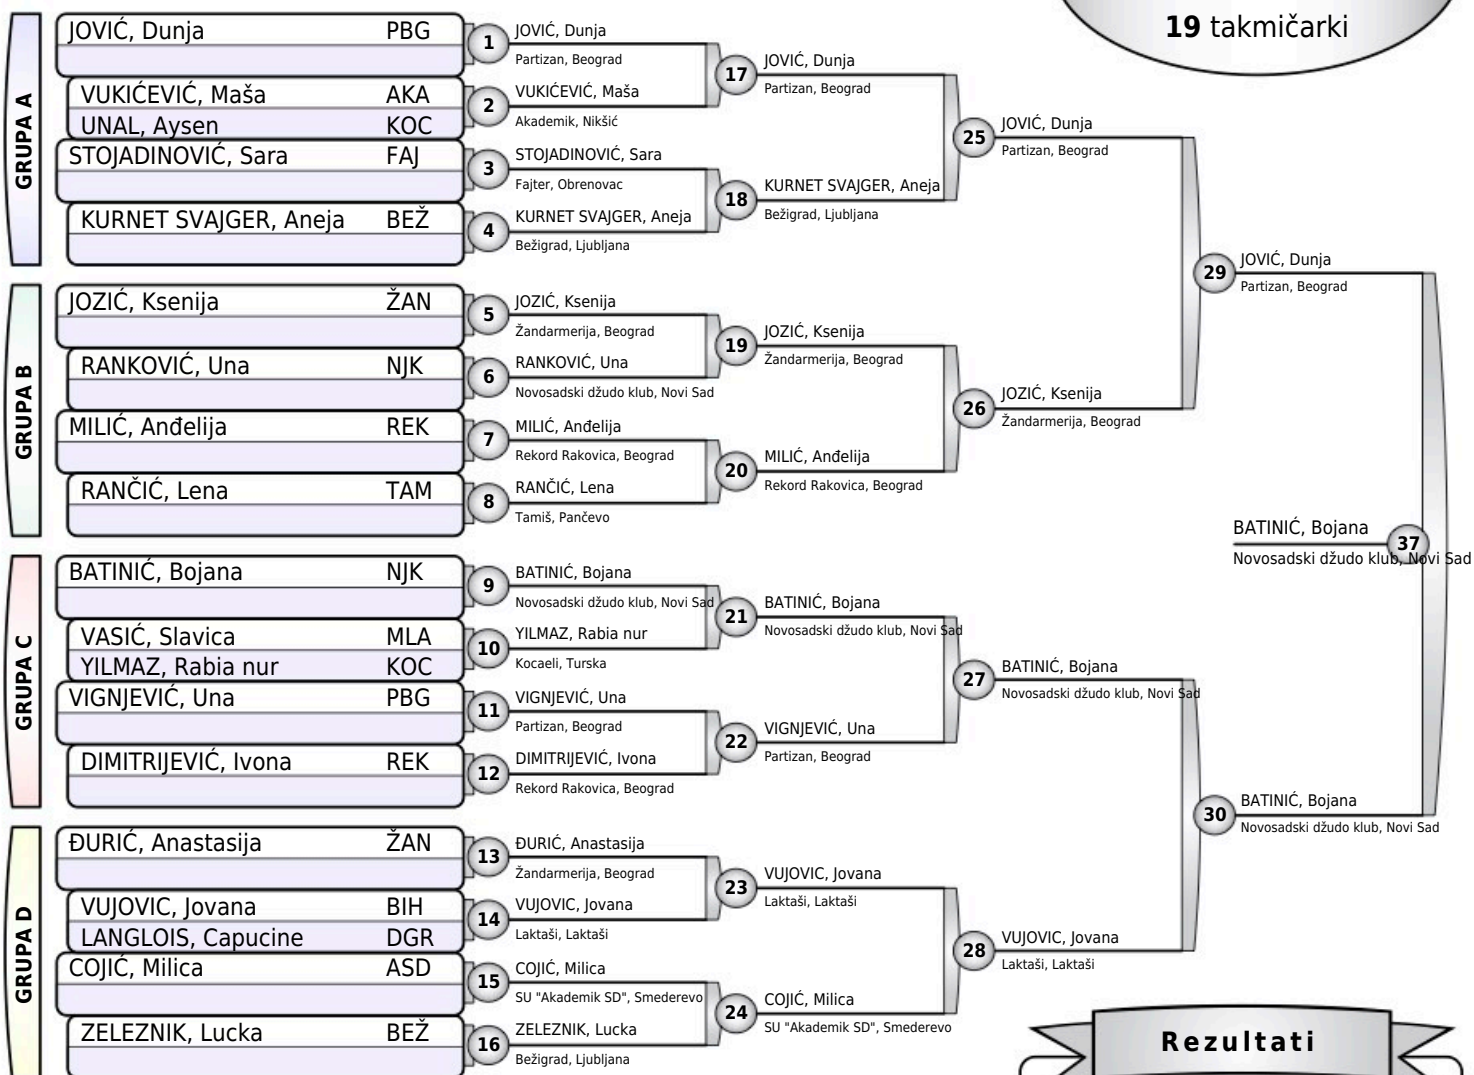 19 takmičarki
GRUPA A
JOVIĆ, Dunja PBG
VUKIĆEVIĆ, Maša AKA
UNAL, Aysen KOC
STOJADINOVIĆ, Sara FAJ
KURNET SVAJGER, Aneja BEŽ
GRUPA B
JOZIĆ, Ksenija ŽAN
RANKOVIĆ, Una NJK
MILIĆ, Anđelija REK
RANČIĆ, Lena TAM
GRUPA C
BATINIĆ, Bojana NJK
VASIĆ, Slavica MLA
YILMAZ, Rabia nur KOC
VIGNJEVIĆ, Una PBG
DIMITRIJEVIĆ, Ivona REK
GRUPA D
ĐURIĆ, Anastasija ŽAN
VUJOVIC, Jovana BIH
LANGLOIS, Capucine DGR
COJIĆ, Milica ASD
ZELEZNIK, Lucka BEŽ
1 JOVIĆ, Dunja
Partizan, Beograd
2 VUKIĆEVIĆ, Maša
Akademik, Nikšić
3 STOJADINOVIĆ, Sara
Fajter, Obrenovac
4 KURNET SVAJGER, Aneja
Bežigrad, Ljubljana
5 JOZIĆ, Ksenija
Žandarmerija, Beograd
6 RANKOVIĆ, Una
Novosadski džudo klub, Novi Sad
7 MILIĆ, Anđelija
Rekord Rakovica, Beograd
8 RANČIĆ, Lena
Tamiš, Pančevo
9 BATINIĆ, Bojana
Novosadski džudo klub, Novi Sad
10 YILMAZ, Rabia nur
Kocaeli, Turska
11 VIGNJEVIĆ, Una
Partizan, Beograd
12 DIMITRIJEVIĆ, Ivona
Rekord Rakovica, Beograd
13 ĐURIĆ, Anastasija
Žandarmerija, Beograd
14 VUJOVIC, Jovana
Laktaši, Laktaši
15 COJIĆ, Milica
SU "Akademik SD", Smederevo
16 ZELEZNIK, Lucka
Bežigrad, Ljubljana
17 JOVIĆ, Dunja
Partizan, Beograd
18 KURNET SVAJGER, Aneja
Bežigrad, Ljubljana
19 JOZIĆ, Ksenija
Žandarmerija, Beograd
20 MILIĆ, Anđelija
Rekord Rakovica, Beograd
21 BATINIĆ, Bojana
Novosadski džudo klub, Novi Sad
22 VIGNJEVIĆ, Una
Partizan, Beograd
23 VUJOVIC, Jovana
Laktaši, Laktaši
24 COJIĆ, Milica
SU "Akademik SD", Smederevo
25 JOVIĆ, Dunja
Partizan, Beograd
26 JOZIĆ, Ksenija
Žandarmerija, Beograd
27 BATINIĆ, Bojana
Novosadski džudo klub, Novi Sad
28 VUJOVIC, Jovana
Laktaši, Laktaši
29 JOVIĆ, Dunja
Partizan, Beograd
30 BATINIĆ, Bojana
Novosadski džudo klub, Novi Sad
BATINIĆ, Bojana 37
Novosadski džudo klub, Novi Sad
Rezultati